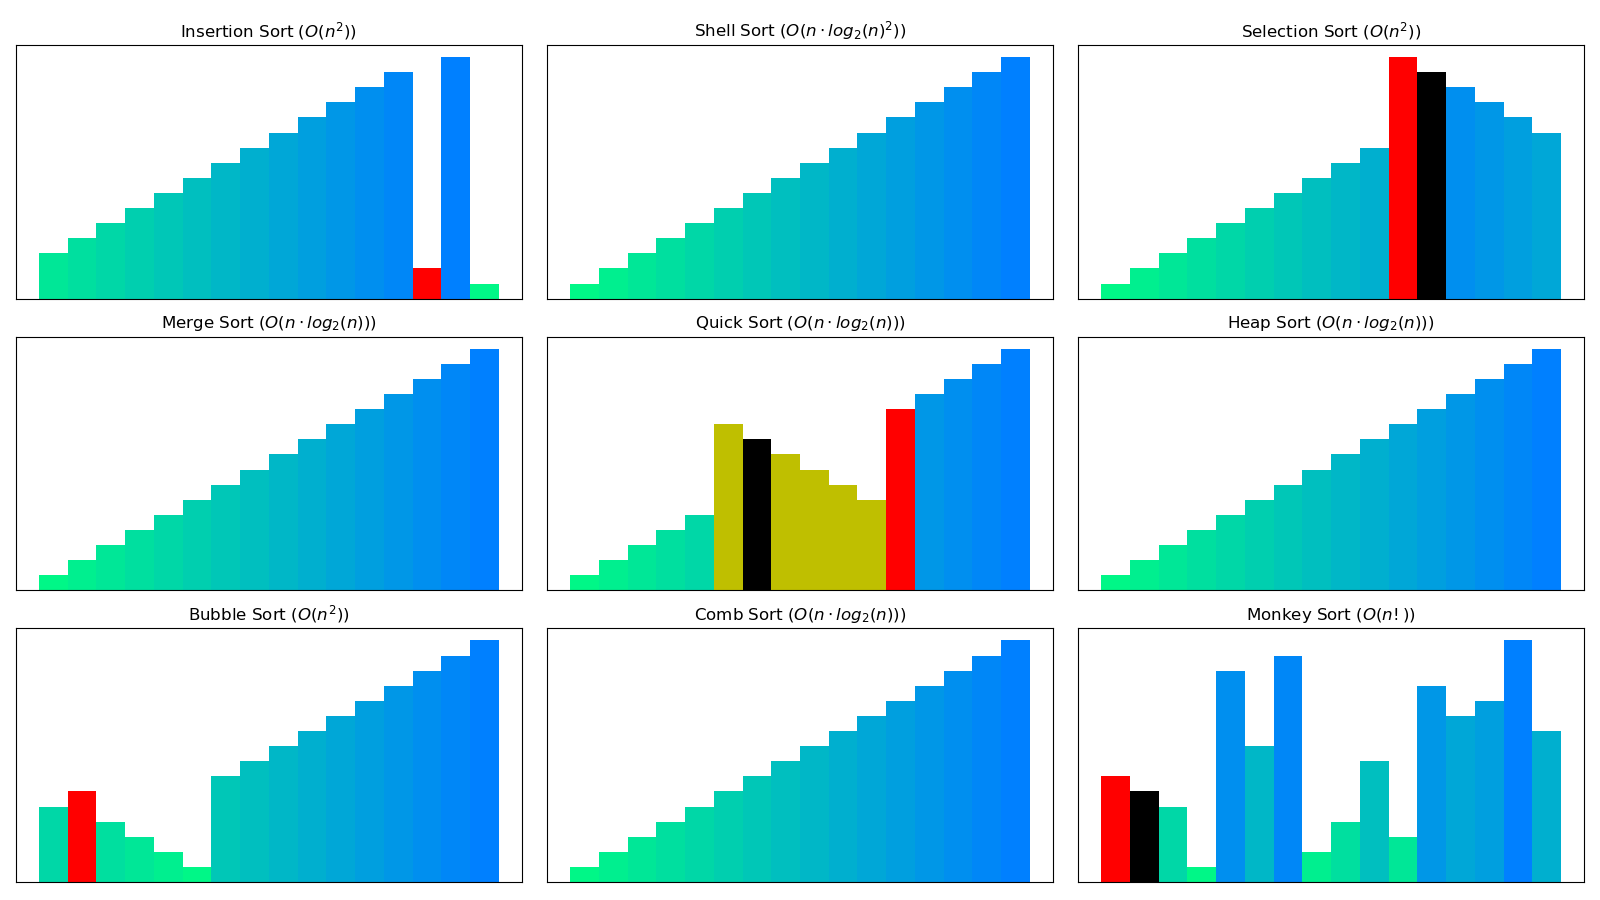 Insertion Sort (O(n²))
Shell Sort (O(n · log₂(n)²))
Selection Sort (O(n²))
Merge Sort (O(n · log₂(n)))
Quick Sort (O(n · log₂(n)))
Heap Sort (O(n · log₂(n)))
Bubble Sort (O(n²))
Comb Sort (O(n · log₂(n)))
Monkey Sort (O(n!))